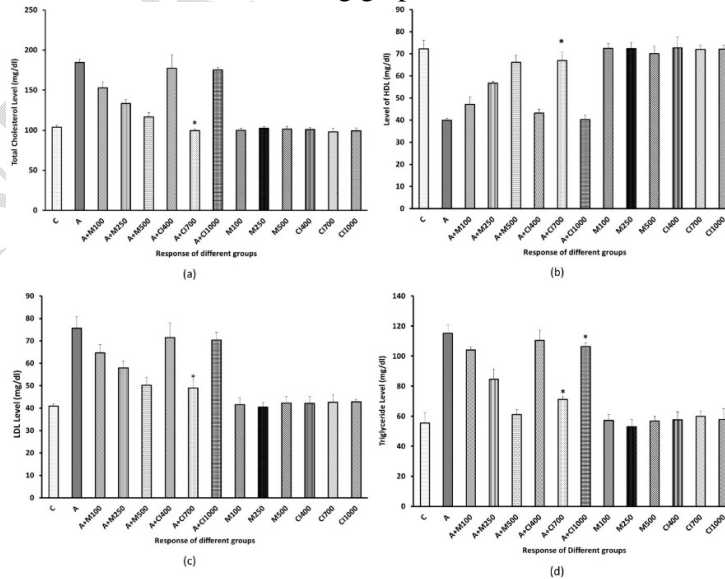 250
200
150
100
50
0
Total Cholesterol Level (mg/dl)
*
C A A+M100 A+M250 A+M500 A+CI400 A+CI700 A+CI1000 M100 M250 M500 CI400 CI700 CI1000
Response of different groups
(a)
90
80
70
60
50
40
30
20
10
0
Level of HDL (mg/dl)
*
C A A+M100 A+M250 A+M500 A+CI400 A+CI700 A+CI1000 M100 M250 M500 CI400 CI700 CI1000
Response of different groups
(b)
90
80
70
60
50
40
30
20
10
0
LDL Level (mg/dl)
*
C A A+M100 A+M250 A+M500 A+CI400 A+CI700 A+CI1000 M100 M250 M500 CI400 CI700 CI1000
Response of different groups
(c)
140
120
100
80
60
40
20
0
Triglyceride Level (mg/dl)
*
*
C A A+M100 A+M250 A+M500 A+CI400 A+CI700 A+CI1000 M100 M250 M500 CI400 CI700 CI1000
Response of Different groups
(d)